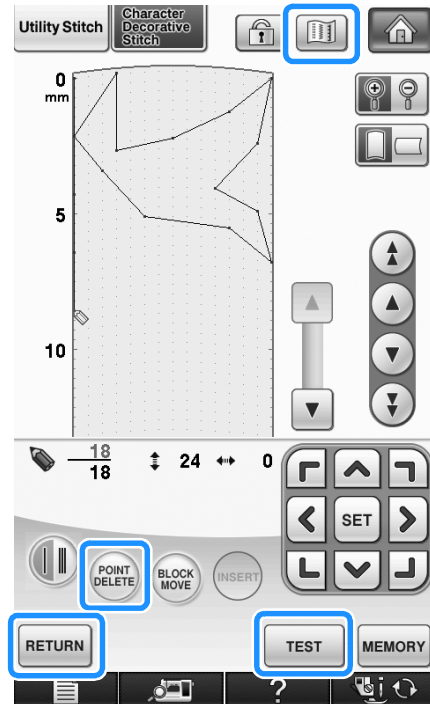 Utility Stitch
Character
Decorative
Stitch
0
mm
5
10
18
18
24
0
SET
POINT
DELETE
BLOCK
MOVE
INSERT
RETURN
TEST
MEMORY
?